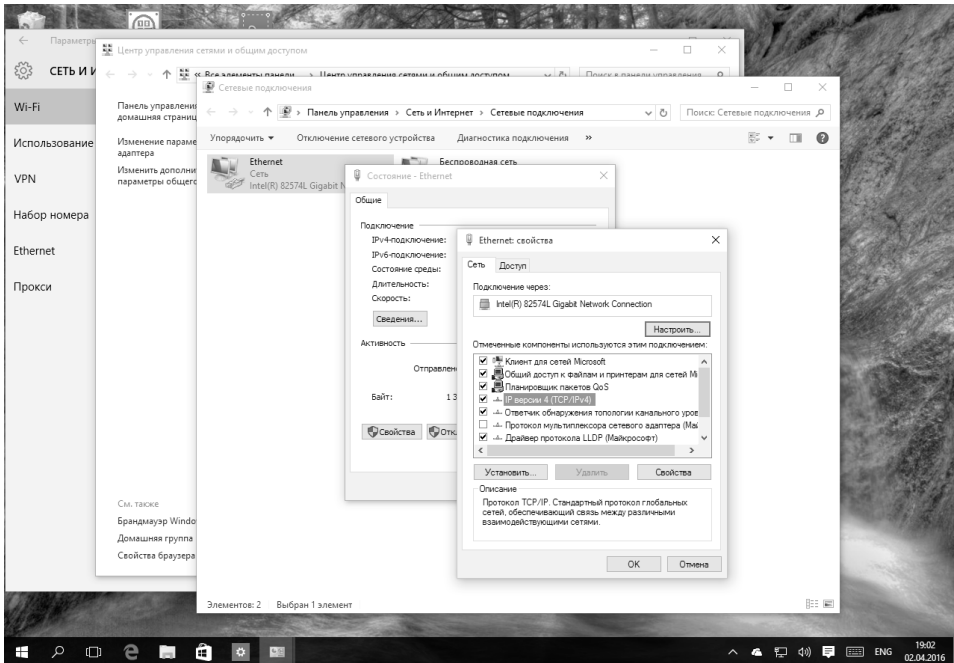 Параметры
СЕТЬ И И
Wi-Fi
Использование
VPN
Набор номера
Ethernet
Прокси
Центр управления сетями и общим доступом
Все элементы панели... > Центр управления сетями и общим доступом
Поиск в панели управления
Панель управления
домашняя страниц
Изменение параме
адаптера
Изменить дополни
параметры общего
См. также
Брандмауэр Windo
Домашняя группа
Свойства браузера
Сетевые подключения
Панель управления > Сеть и Интернет > Сетевые подключения
Поиск: Сетевые подключения
Упорядочить Отключение сетевого устройства Диагностика подключения »
Ethernet
Сеть
Intel(R) 82574L Gigabit N
Беспроводная сеть
Элементов: 2 Выбран 1 элемент
Состояние - Ethernet
Общие
Подключение
IPv4-подключение:
IPv6-подключение:
Состояние среды:
Длительность:
Скорость:
Сведения...
Активность
Отправлен
Байт: 1 3
Свойства Отк
Ethernet: свойства
Сеть Доступ
Подключение через:
Intel(R) 82574L Gigabit Network Connection
Настроить...
Отмеченные компоненты используются этим подключением:
Клиент для сетей Microsoft
Общий доступ к файлам и принтерам для сетей Mi
Планировщик пакетов QoS
IP версии 4 (TCP/IPv4)
Ответчик обнаружения топологии канального уров
Протокол мультиплексора сетевого адаптера (Май
Драйвер протокола LLDP (Майкрософт)
Установить... Удалить Свойства
Описание
Протокол TCP/IP. Стандартный протокол глобальных
сетей, обеспечивающий связь между различными
взаимодействующими сетями.
OK Отмена
ENG
19:02
02.04.2016